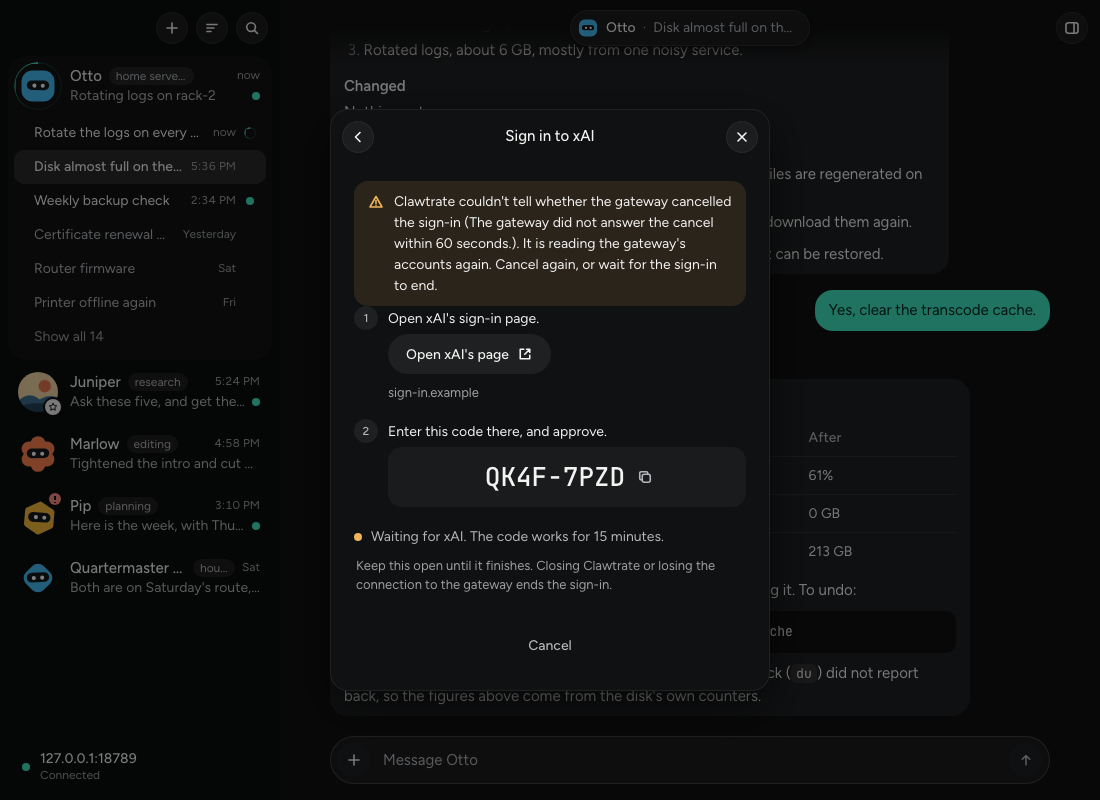 Otto · Disk almost full on th...
Otto home serve... now
Rotating logs on rack-2
Rotate the logs on every ... now
Disk almost full on the... 5:36 PM
Weekly backup check 2:34 PM
Certificate renewal ... Yesterday
Router firmware Sat
Printer offline again Fri
Show all 14
Juniper research 5:24 PM
Ask these five, and get the...
Marlow editing 4:58 PM
Tightened the intro and cut ...
Pip planning 3:10 PM
Here is the week, with Thu...
Quartermaster ... hou... Sat
Both are on Saturday's route,...
127.0.0.1:18789
Connected
3. Rotated logs, about 6 GB, mostly from one noisy service.
Changed
iles are regenerated on
download them again.
can be restored.
Yes, clear the transcode cache.
Sign in to xAI
Clawtrate couldn't tell whether the gateway cancelled
the sign-in (The gateway did not answer the cancel
within 60 seconds.). It is reading the gateway's
accounts again. Cancel again, or wait for the sign-in
to end.
1 Open xAI's sign-in page.
Open xAI's page
sign-in.example
2 Enter this code there, and approve.
QK4F-7PZD
Waiting for xAI. The code works for 15 minutes.
Keep this open until it finishes. Closing Clawtrate or losing the
connection to the gateway ends the sign-in.
Cancel
After
61%
0 GB
213 GB
g it. To undo:
che
ck ( du ) did not report
back, so the figures above come from the disk's own counters.
Message Otto